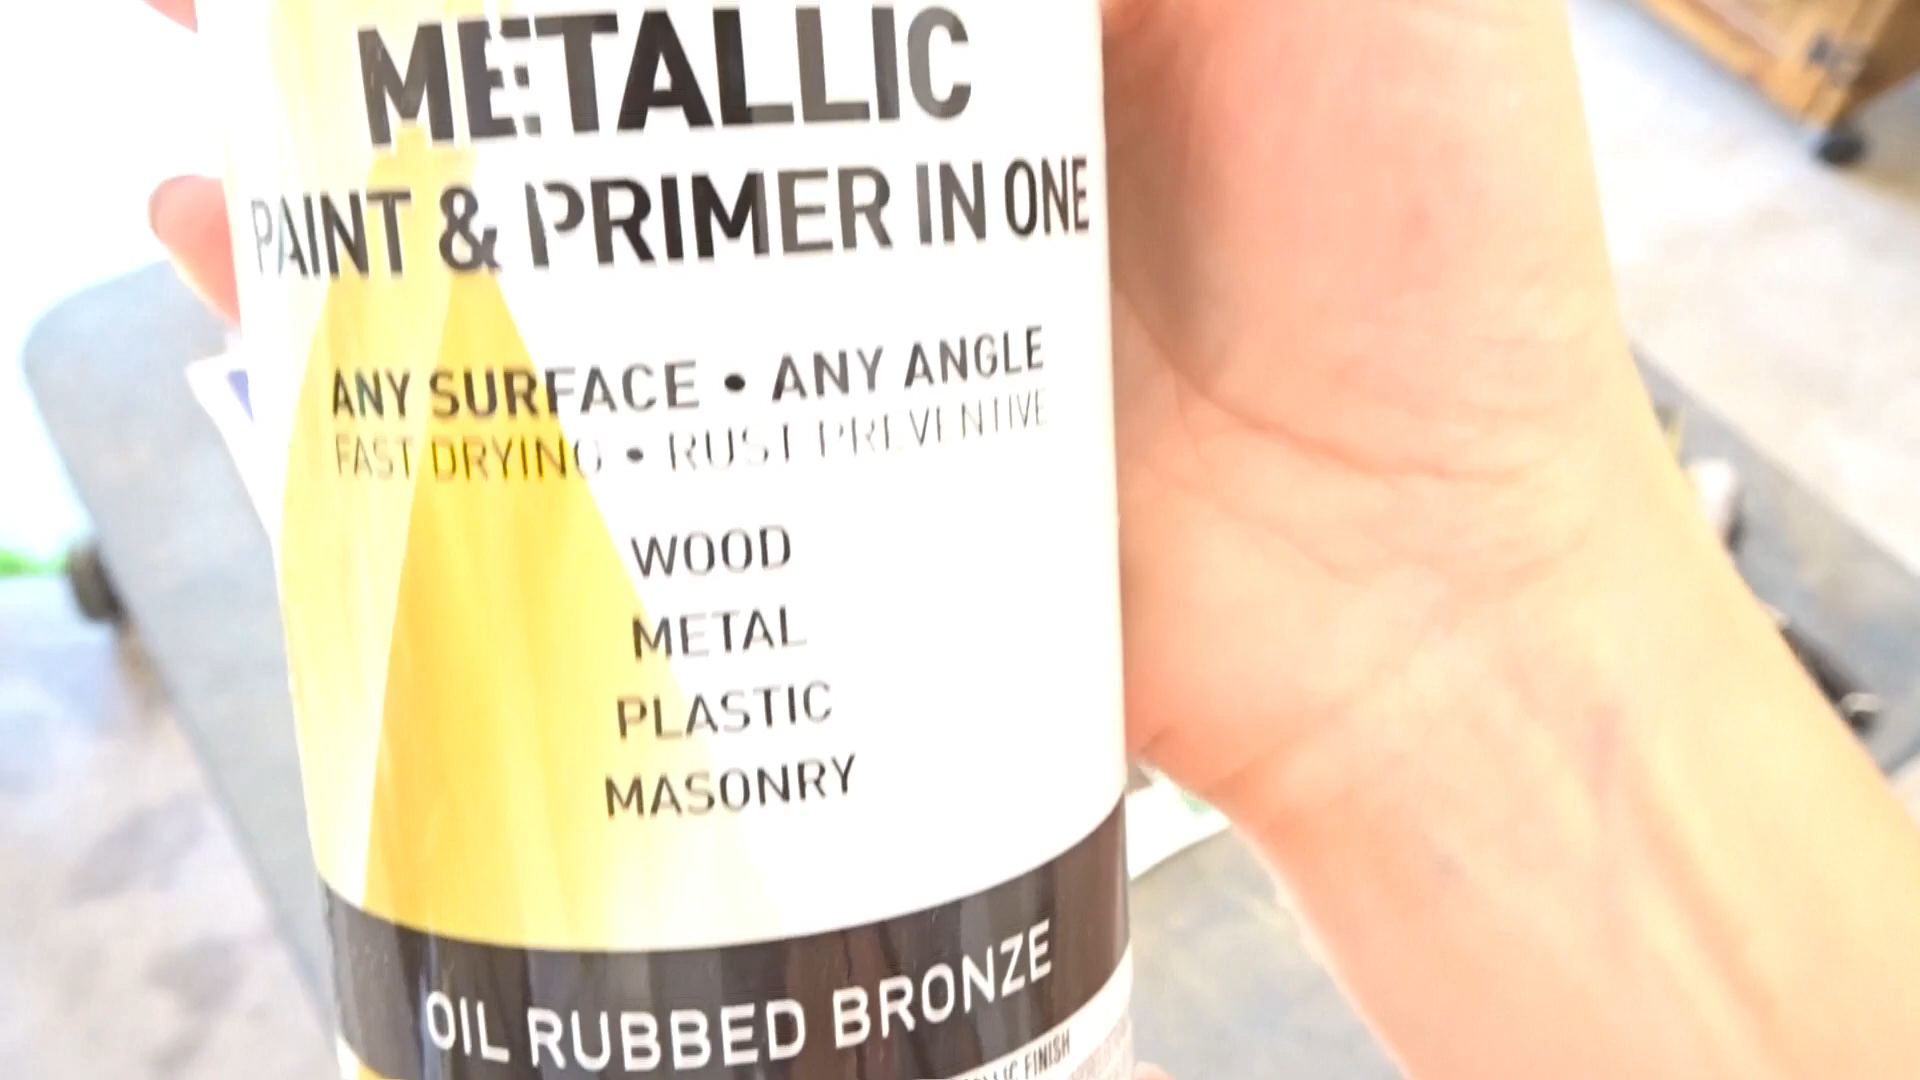 METALLIC
PAINT & PRIMER IN ONE
ANY SURFACE • ANY ANGLE
FAST DRYING • RUST PREVENTIVE
WOOD
METAL
PLASTIC
MASONRY
OIL RUBBED BRONZE
FINISH